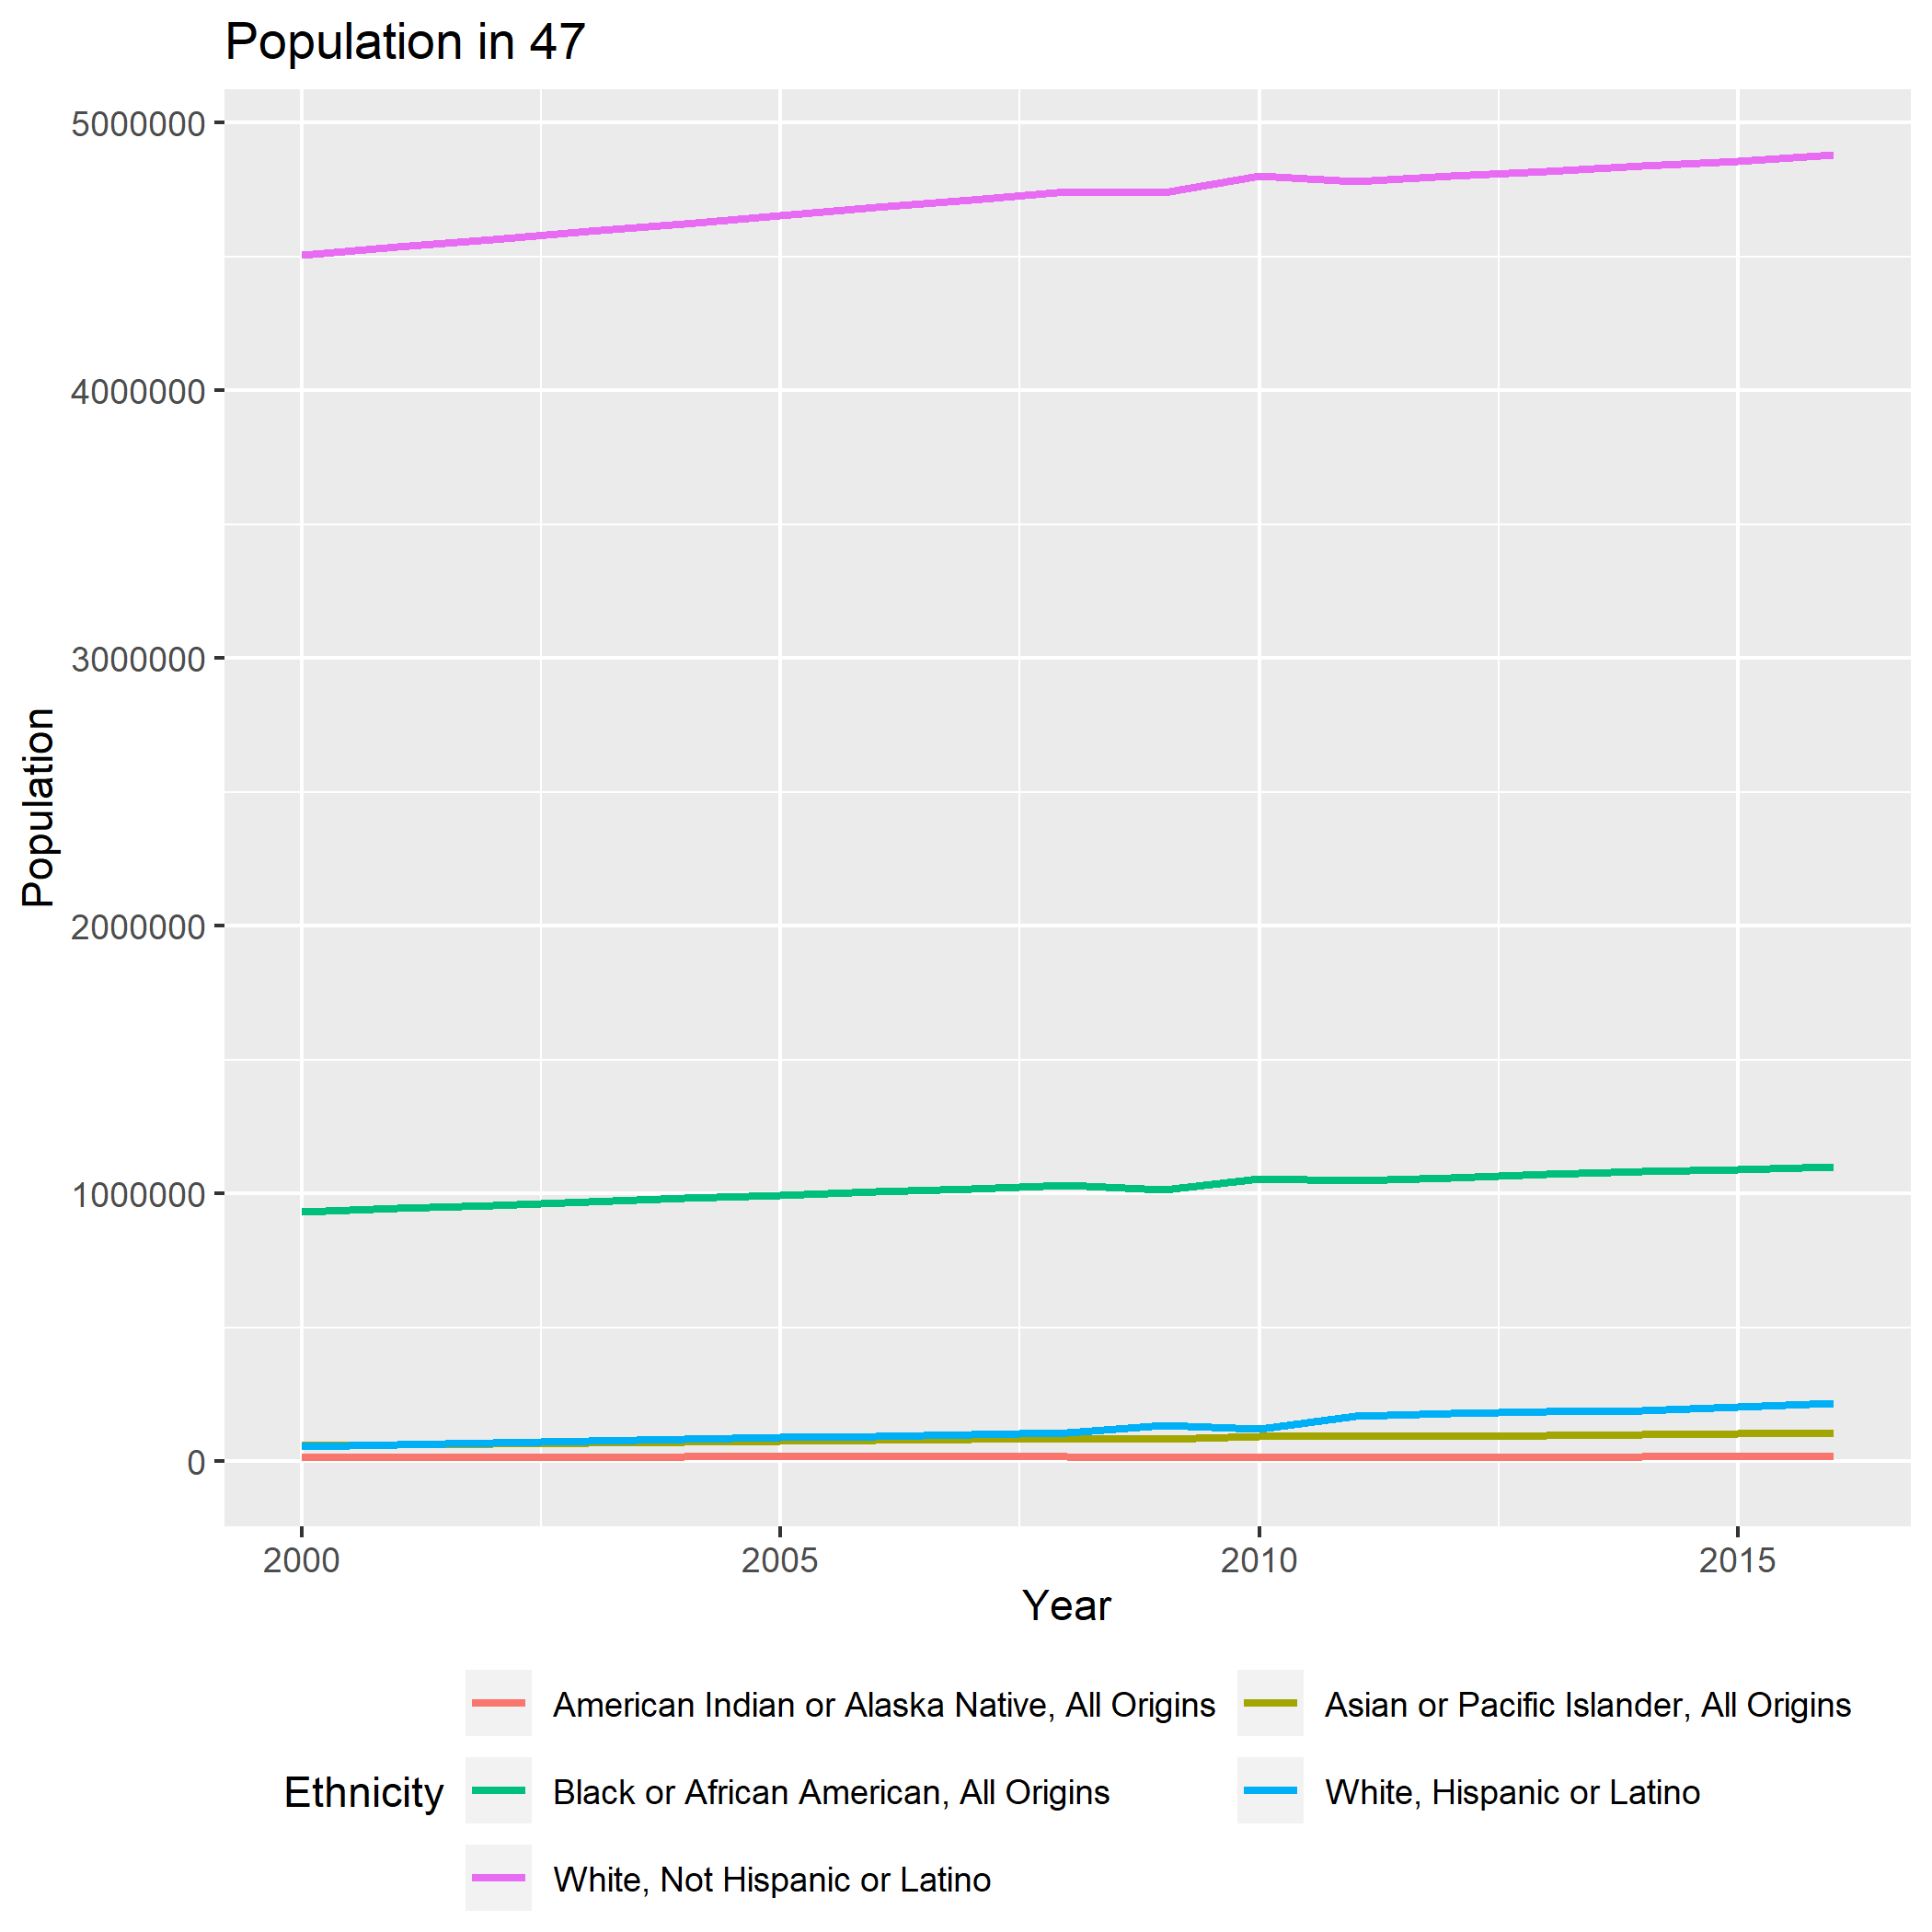 Population in 47
5000000
4000000
3000000
2000000
1000000
0
Population
2000 2005 2010 2015
Year
Ethnicity
American Indian or Alaska Native, All Origins
Asian or Pacific Islander, All Origins
Black or African American, All Origins
White, Hispanic or Latino
White, Not Hispanic or Latino